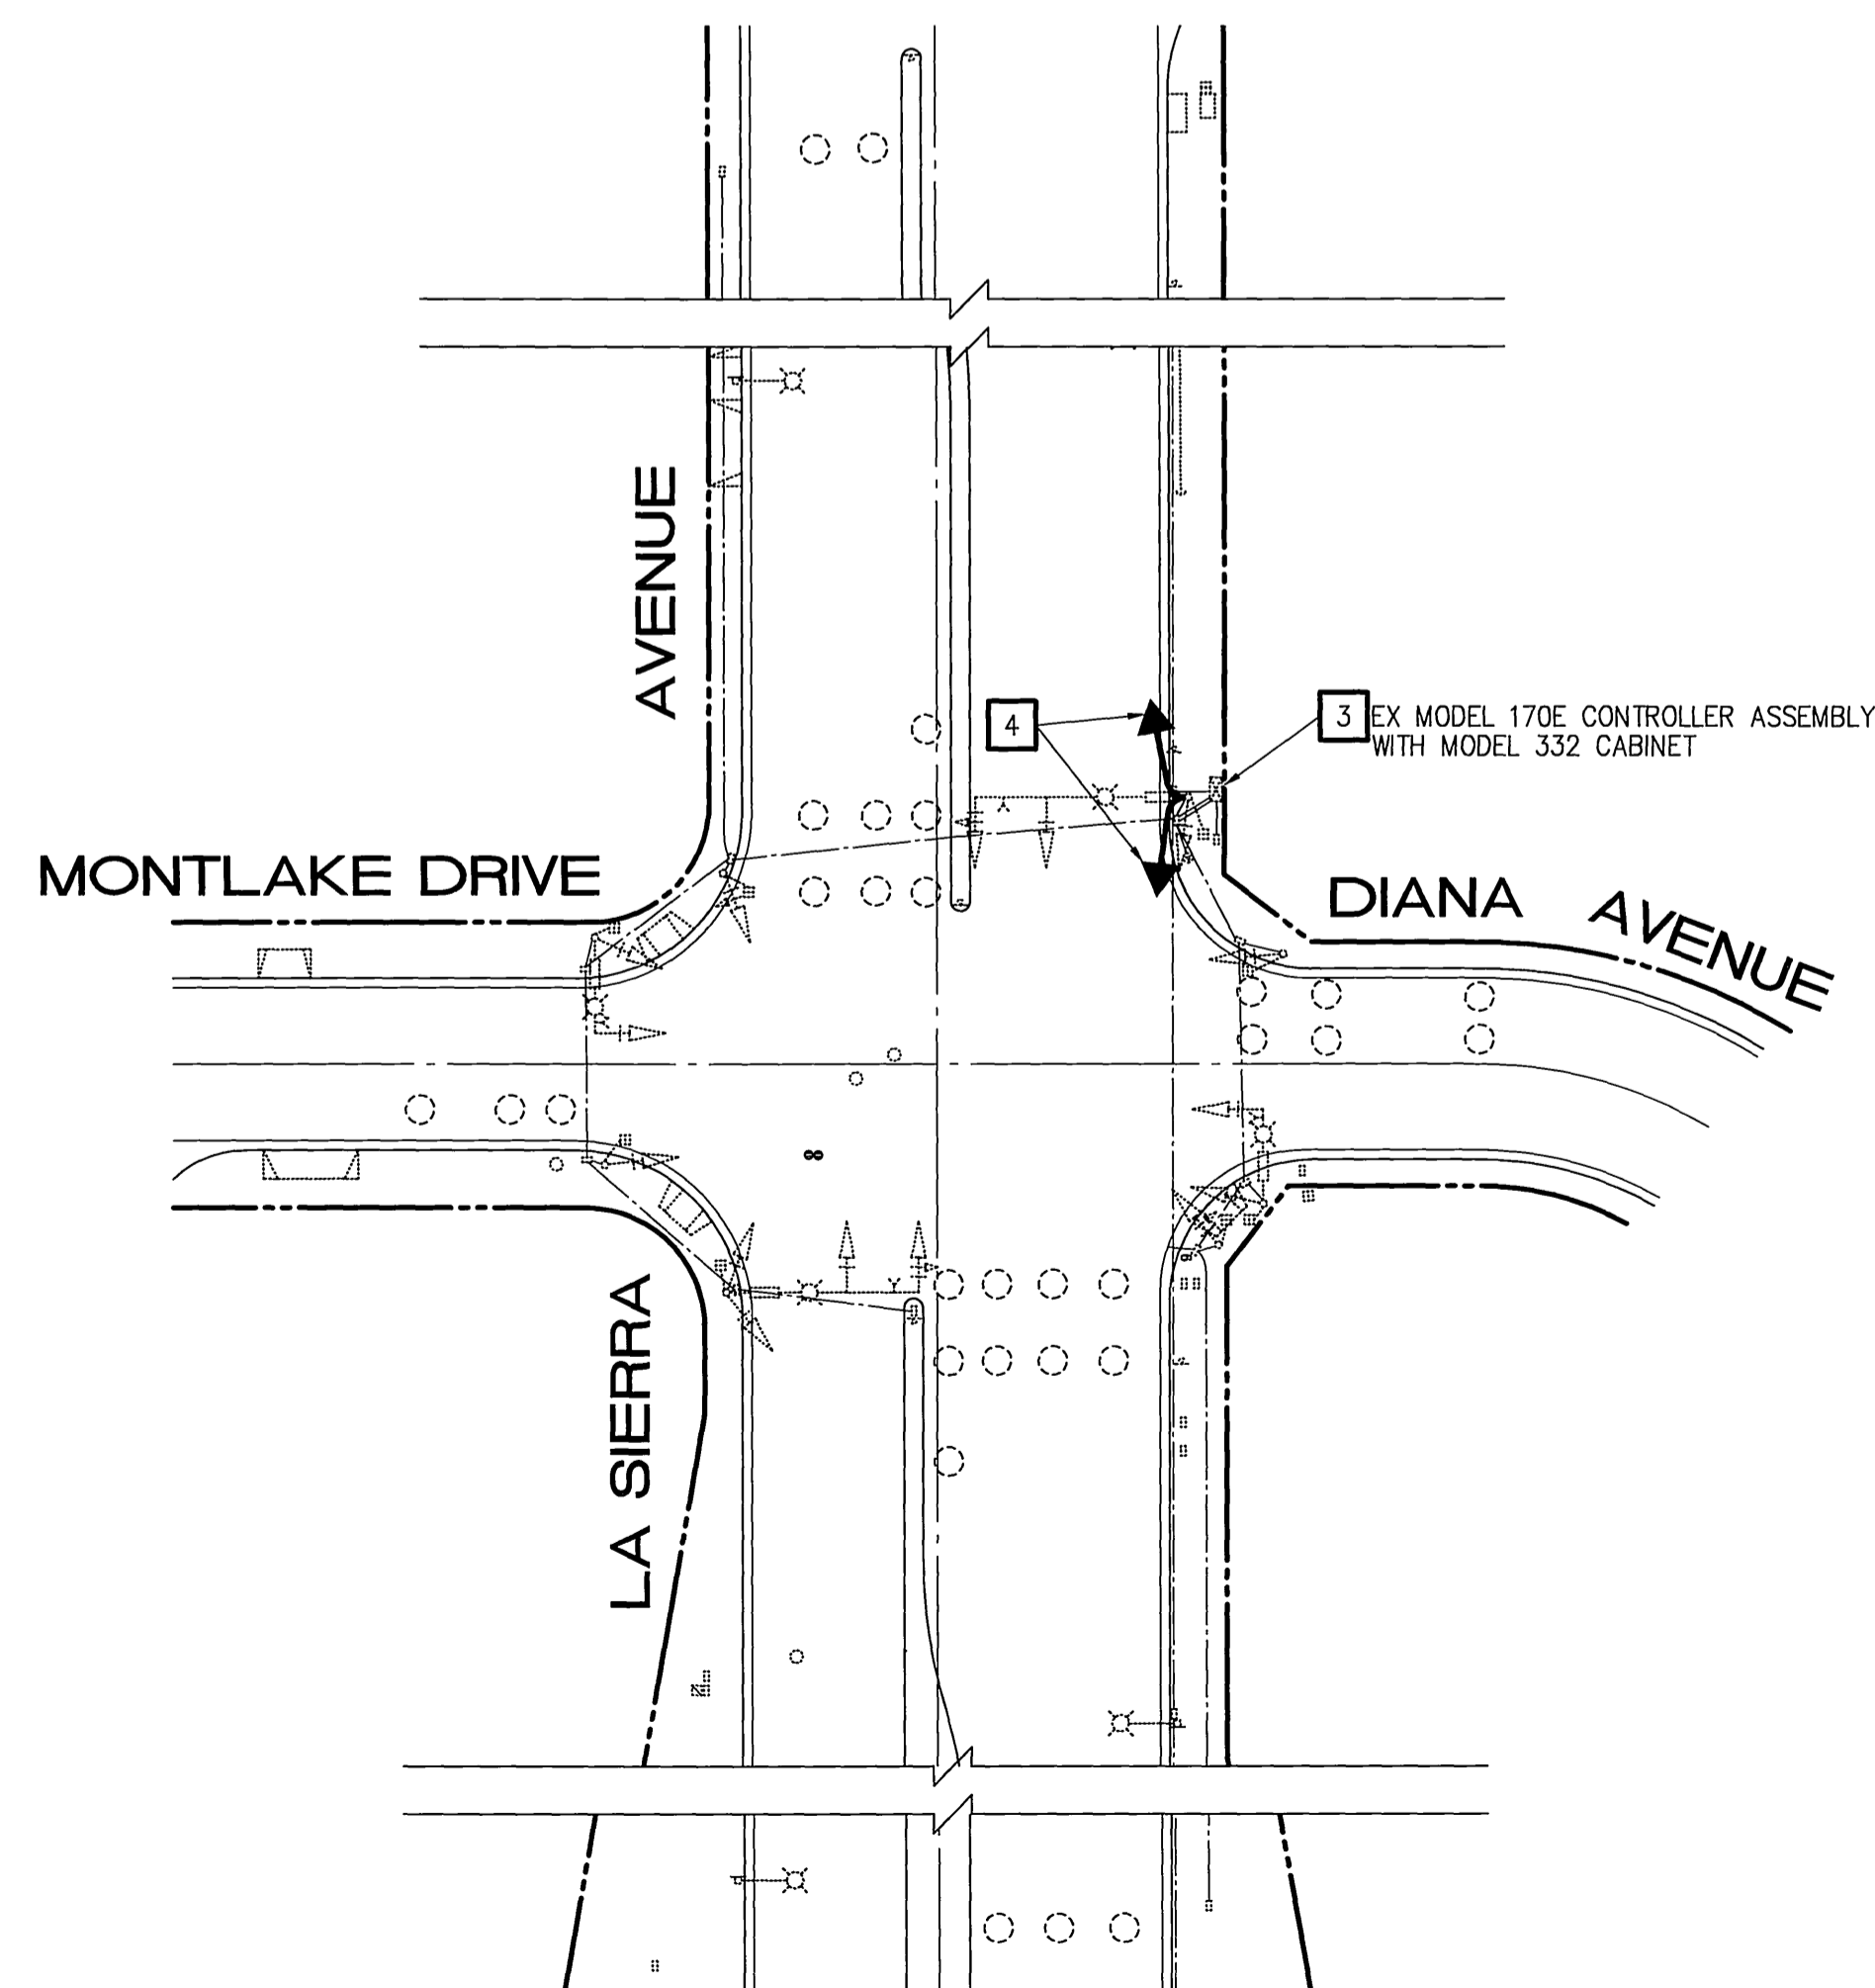 AVENUE
4
3 EX MODEL 170E CONTROLLER ASSEMBLY
WITH MODEL 332 CABINET
MONTLAKE DRIVE
DIANA AVENUE
LA SIERRA